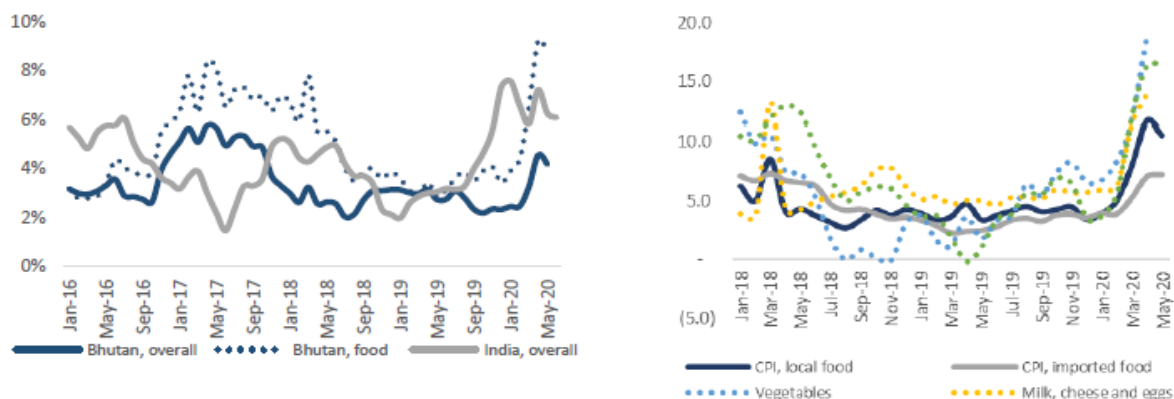 10%
8%
6%
4%
2%
0%
Jan-16
May-16
Sep-16
Jan-17
May-17
Sep-17
Jan-18
May-18
Sep-18
Jan-19
May-19
Sep-19
Jan-20
May-20
Bhutan, overall
Bhutan, food
India, overall
20.0
15.0
10.0
5.0
-
(5.0)
Jan-18
Mar-18
May-18
Jul-18
Sep-18
Nov-18
Jan-19
Mar-19
May-19
Jul-19
Sep-19
Nov-19
Jan-20
Mar-20
May-20
CPI, local food
CPI, imported food
Vegetables
Milk, cheese and eggs